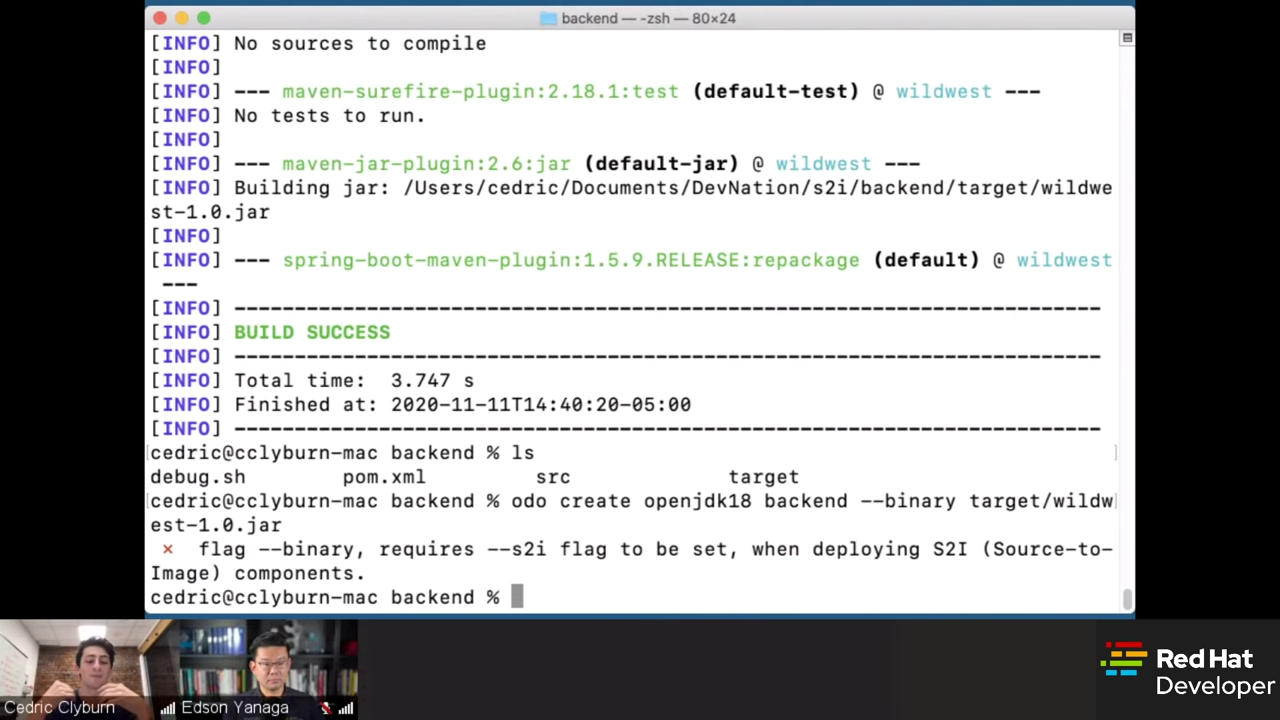 backend — -zsh — 80×24
[INFO] No sources to compile
[INFO]
[INFO] --- maven-surefire-plugin:2.18.1:test (default-test) @ wildwest ---
[INFO] No tests to run.
[INFO]
[INFO] --- maven-jar-plugin:2.6:jar (default-jar) @ wildwest ---
[INFO] Building jar: /Users/cedric/Documents/DevNation/s2i/backend/target/wildwe
st-1.0.jar
[INFO]
[INFO] --- spring-boot-maven-plugin:1.5.9.RELEASE:repackage (default) @ wildwest
---
[INFO] ------------------------------------------------------------------------
[INFO] BUILD SUCCESS
[INFO] ------------------------------------------------------------------------
[INFO] Total time:  3.747 s
[INFO] Finished at: 2020-11-11T14:40:20-05:00
[INFO] ------------------------------------------------------------------------
cedric@cclyburn-mac backend % ls
debug.sh        pom.xml         src             target
cedric@cclyburn-mac backend % odo create openjdk18 backend --binary target/wildw
est-1.0.jar
✗  flag --binary, requires --s2i flag to be set, when deploying S2I (Source-to-
Image) components.
cedric@cclyburn-mac backend %
Cedric Clyburn
Edson Yanaga
Red Hat
Developer